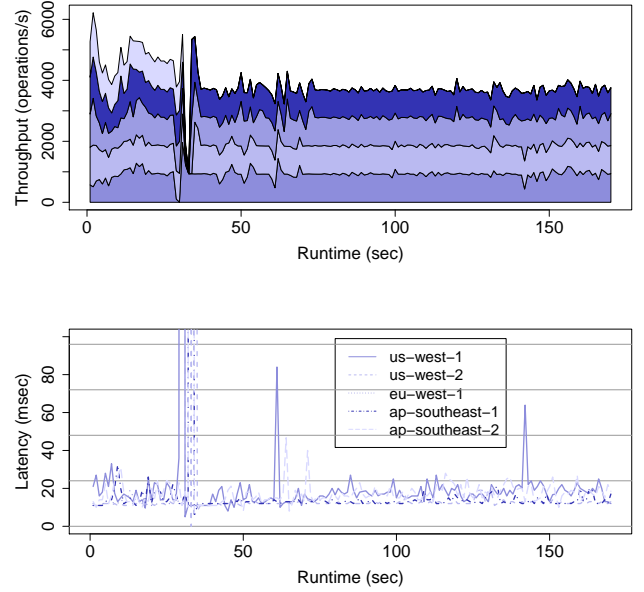 Throughput (operations/s)
6000
4000
2000
0
0 50 100 150
Runtime (sec)
Latency (msec)
80
60
40
20
0
us−west−1
us−west−2
eu−west−1
ap−southeast−1
ap−southeast−2
0 50 100 150
Runtime (sec)